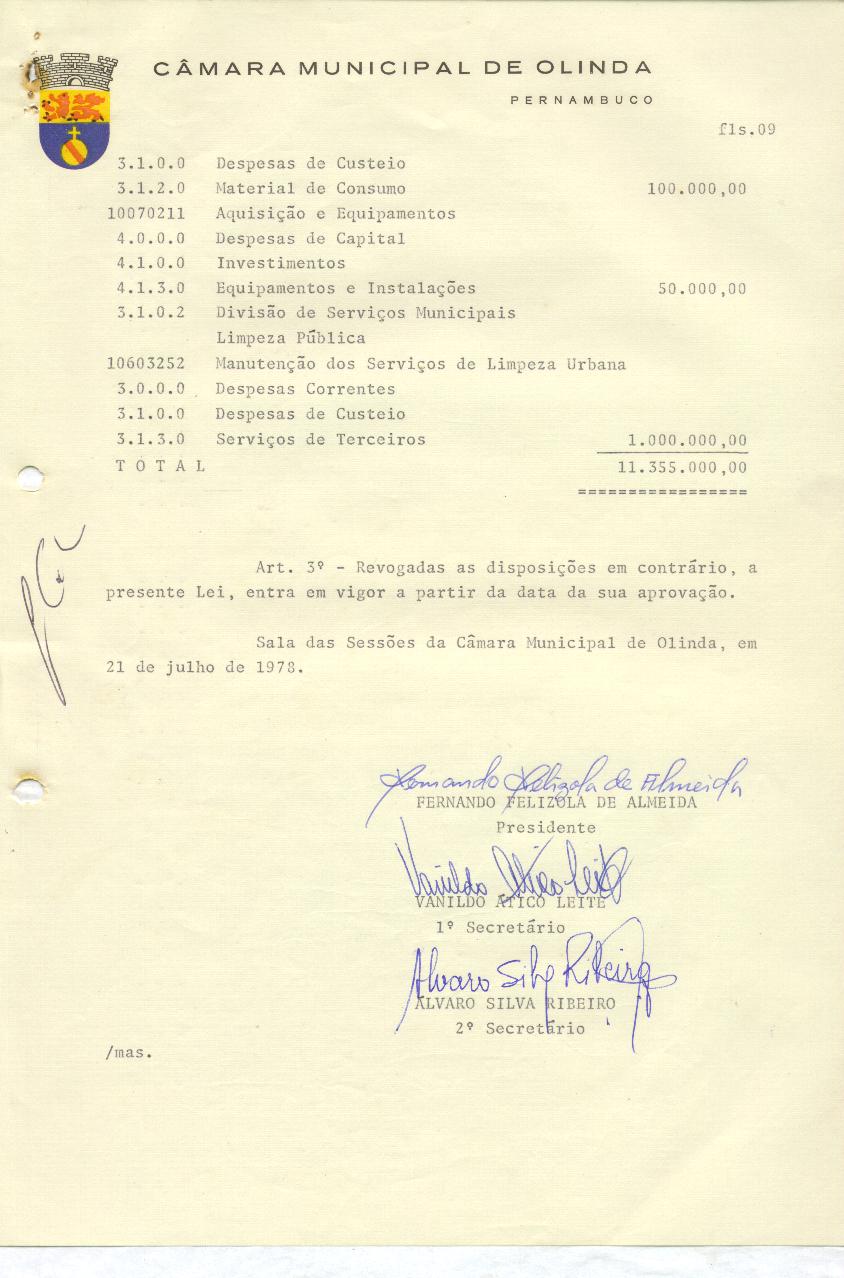 CÂMARA MUNICIPAL DE OLINDA
PERNAMBUCO
fls.09
3.1.0.0 Despesas de Custeio
3.1.2.0 Material de Consumo 100.000,00
10070211 Aquisição e Equipamentos
4.0.0.0 Despesas de Capital
4.1.0.0 Investimentos
4.1.3.0 Equipamentos e Instalações 50.000,00
3.1.0.2 Divisão de Serviços Municipais
Limpeza Pública
10603252 Manutenção dos Serviços de Limpeza Urbana
3.0.0.0 Despesas Correntes
3.1.0.0 Despesas de Custeio
3.1.3.0 Serviços de Terceiros 1.000.000,00
T O T A L 11.355.000,00
=================
Art. 3º - Revogadas as disposições em contrário, a
presente Lei, entra em vigor a partir da data da sua aprovação.
Sala das Sessões da Câmara Municipal de Olinda, em
21 de julho de 1978.
Fernando Felizola de Almeida
FERNANDO FELIZOLA DE ALMEIDA
Presidente
Vanildo Ático Leite
VANILDO ÁTICO LEITE
1º Secretário
Alvaro Silva Ribeiro
ÁLVARO SILVA RIBEIRO
2º Secretário
/mas.